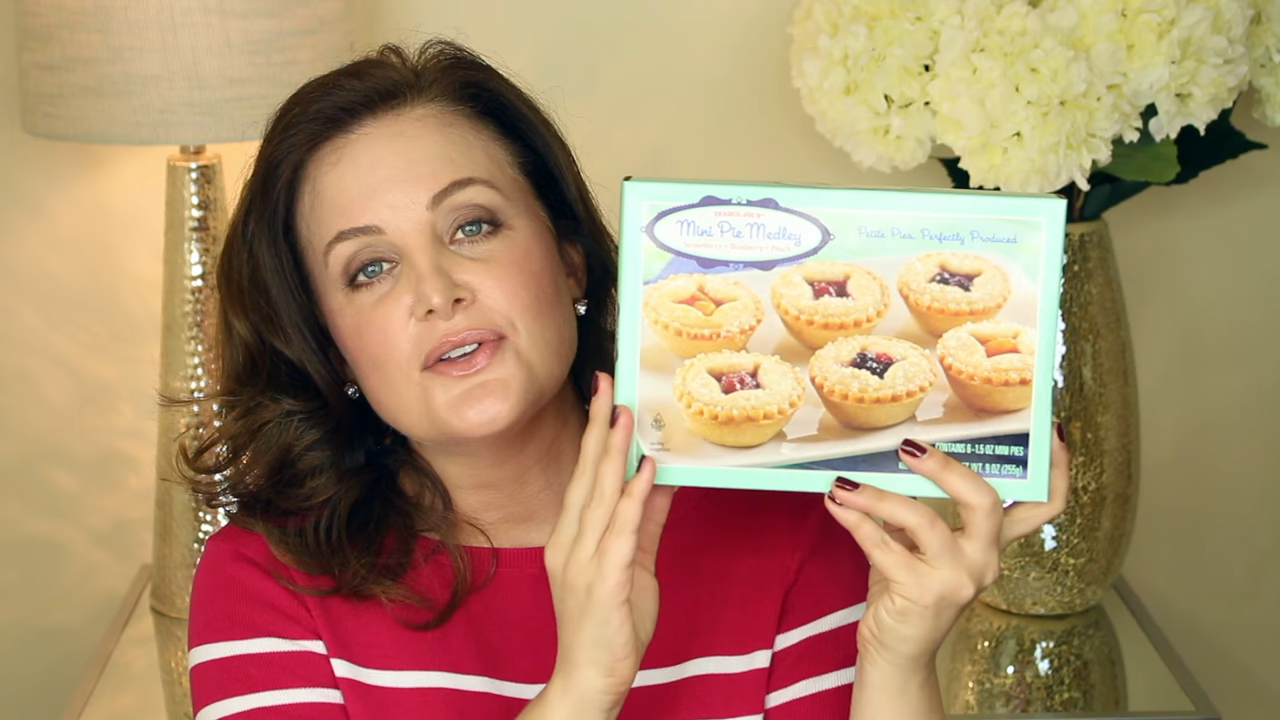 TRADER JOE'S
Mini Pie Medley
Strawberry • Blueberry • Peach
Petite Pies, Perfectly Produced
CONTAINS 6-1.5 OZ MINI PIES
WT. 9 OZ (255g)